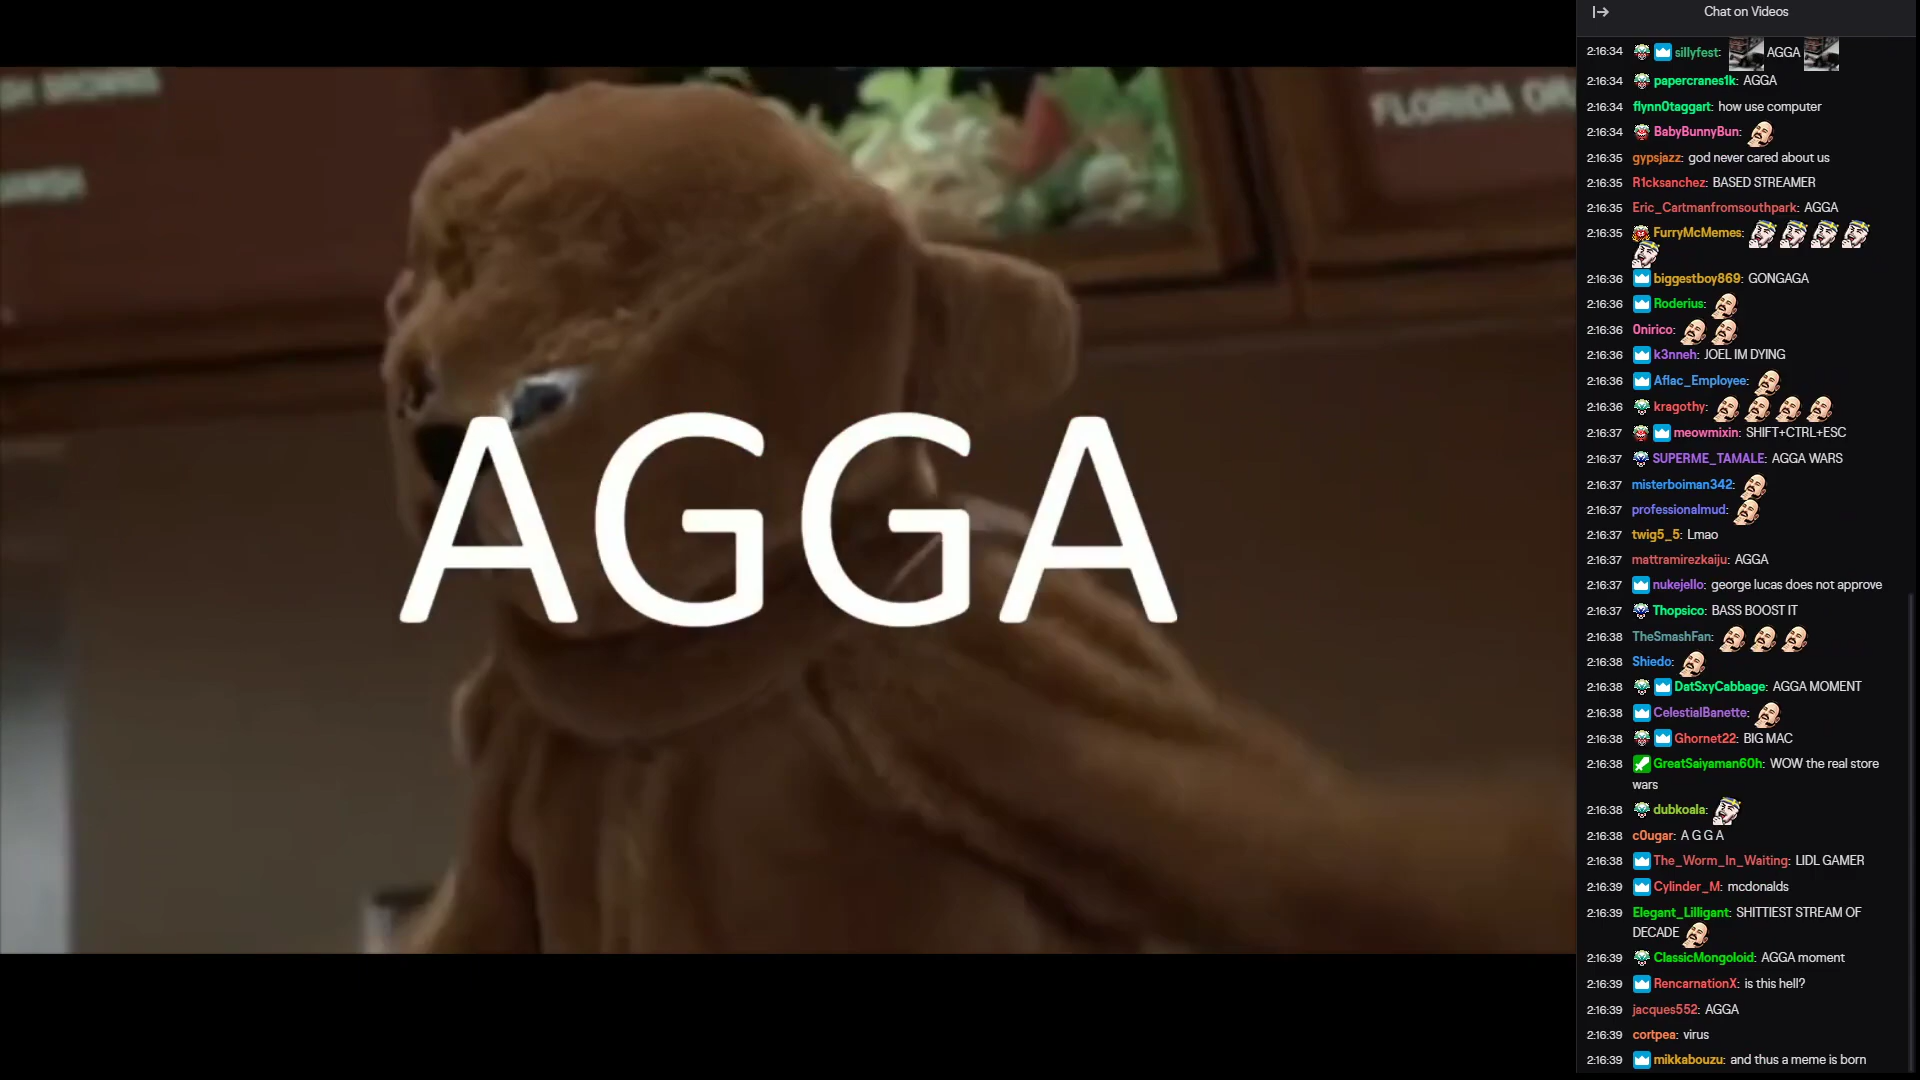 SH BROWNS
FLORIDA OR
AGGA
Chat on Videos
2:16:34 sillyfest: AGGA
2:16:34 papercranes1k: AGGA
2:16:34 flynn0taggart: how use computer
2:16:34 BabyBunnyBun:
2:16:35 gypsjazz: god never cared about us
2:16:35 R1cksanchez: BASED STREAMER
2:16:35 Eric_Cartmanfromsouthpark: AGGA
2:16:35 FurryMcMemes:
2:16:36 biggestboy869: GONGAGA
2:16:36 Roderius:
2:16:36 0nirico:
2:16:36 k3nneh: JOEL IM DYING
2:16:36 Aflac_Employee:
2:16:36 kragothy:
2:16:37 meowmixin: SHIFT+CTRL+ESC
2:16:37 SUPERME_TAMALE: AGGA WARS
2:16:37 misterboiman342:
2:16:37 professionalmud:
2:16:37 twig5_5: Lmao
2:16:37 mattramirezkaiju: AGGA
2:16:37 nukejello: george lucas does not approve
2:16:37 Thopsico: BASS BOOST IT
2:16:38 TheSmashFan:
2:16:38 Shiedo:
2:16:38 DatSxyCabbage: AGGA MOMENT
2:16:38 CelestialBanette:
2:16:38 Ghornet22: BIG MAC
2:16:38 GreatSaiyaman60h: WOW the real store
wars
2:16:38 dubkoala:
2:16:38 c0ugar: A G G A
2:16:38 The_Worm_In_Waiting: LIDL GAMER
2:16:39 Cylinder_M: mcdonalds
2:16:39 Elegant_Lilligant: SHITTIEST STREAM OF
DECADE
2:16:39 ClassicMongoloid: AGGA moment
2:16:39 RencarnationX: is this hell?
2:16:39 jacques552: AGGA
2:16:39 cortpea: virus
2:16:39 mikkabouzu: and thus a meme is born